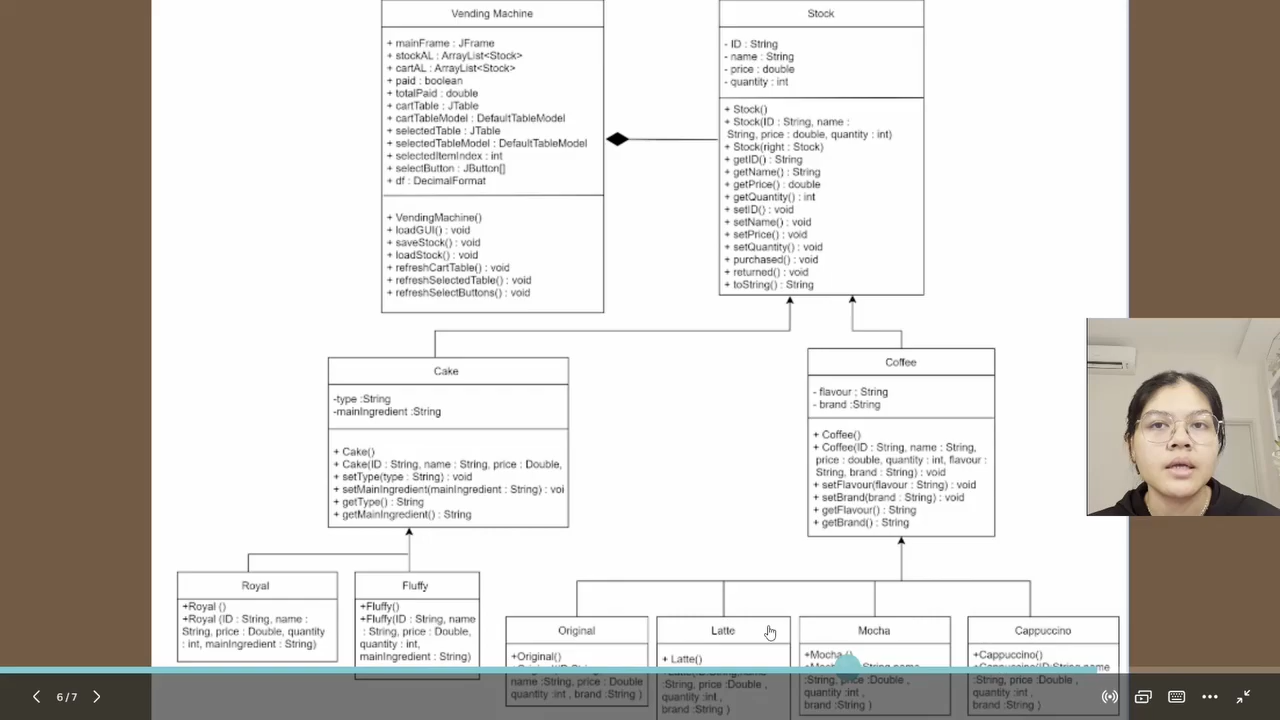 Vending Machine
+ mainFrame : JFrame
+ stockAL : ArrayList<Stock>
+ cartAL : ArrayList<Stock>
+ paid : boolean
+ totalPaid : double
+ cartTable : JTable
+ cartTableModel : DefaultTableModel
+ selectedTable : JTable
+ selectedTableModel : DefaultTableModel
+ selectedItemIndex : int
+ selectButton : JButton[]
+ df : DecimalFormat
+ VendingMachine()
+ loadGUI() : void
+ saveStock() : void
+ loadStock() : void
+ refreshCartTable() : void
+ refreshSelectedTable() : void
+ refreshSelectButtons() : void
Stock
- ID : String
- name : String
- price : double
- quantity : int
+ Stock()
+ Stock(ID : String, name :
String, price : double, quantity : int)
+ Stock(right : Stock)
+ getID() : String
+ getName() : String
+ getPrice() : double
+ getQuantity() : int
+ setID() : void
+ setName() : void
+ setPrice() : void
+ setQuantity() : void
+ purchased() : void
+ returned() : void
+ toString() : String
Cake
-type :String
-mainIngredient :String
+ Cake()
+ Cake(ID : String, name : String, price : Double,
+ setType(type : String) : void
+ setMainIngredient(mainIngredient : String) : voi
+ getType() : String
+ getMainIngredient() : String
Coffee
- flavour : String
- brand :String
+ Coffee()
+ Coffee(ID : String, name : String,
price : double, quantity : int, flavour :
String, brand : String) : void
+ setFlavour(flavour : String) : void
+ setBrand(brand : String) : void
+ getFlavour() : String
+ getBrand() : String
Royal
+Royal ()
+Royal (ID : String, name :
String, price : Double, quantity
: int, mainIngredient : String)
Fluffy
+Fluffy()
+Fluffy(ID : String, name
: String, price : Double,
quantity : int,
mainIngredient : String)
Original
+Original()
name :String, price :Double
quantity :int , brand :String )
Latte
+ Latte()
:String, price :Double ,
quantity :int ,
brand :String )
Mocha
+Mocha ()
:String, price :Double ,
quantity :int ,
brand :String )
Cappuccino
+Cappuccino()
:String, price :Double ,
quantity :int ,
brand :String )
6/7